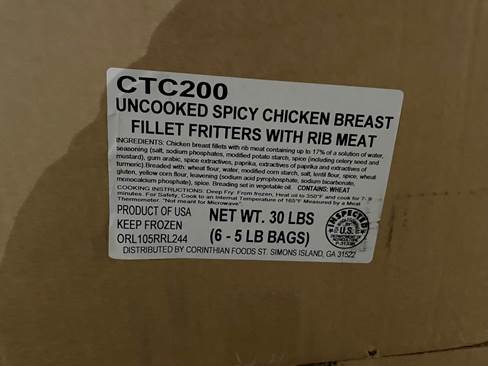 CTC200
UNCOOKED SPICY CHICKEN BREAST
FILLET FRITTERS WITH RIB MEAT
INGREDIENTS: Chicken breast fillets with rib meat containing up to 17% of a solution of water,
seasoning (salt, sodium phosphates, modified potato starch, spice (including celery seed and
mustard), gum arabic, spice extractives, paprika, extractives of paprika and extractives of
turmeric).Breaded with: wheat flour, water, modified corn starch, salt, lentil flour, spice, wheat
gluten, yellow corn flour, leavening (sodium acid pyrophosphate, sodium bicarbonate,
monocalcium phosphate), spice. Breading set in vegetable oil. CONTAINS: WHEAT
COOKING INSTRUCTIONS: Deep Fry: From Frozen, Heat oil to 350°F and cook for 7-
minutes. For Safety, Cook to an Internal Temperature of 165°F Measured by a Meat
Thermometer. "Not meant for Microwave".
PRODUCT OF USA
NET WT. 30 LBS
KEEP FROZEN
(6 - 5 LB BAGS)
ORL105RRL244
INSPECTED
U.S.
DEPARTMENT OF
AGRICULTURE
DISTRIBUTED BY CORINTHIAN FOODS ST. SIMONS ISLAND, GA 31522